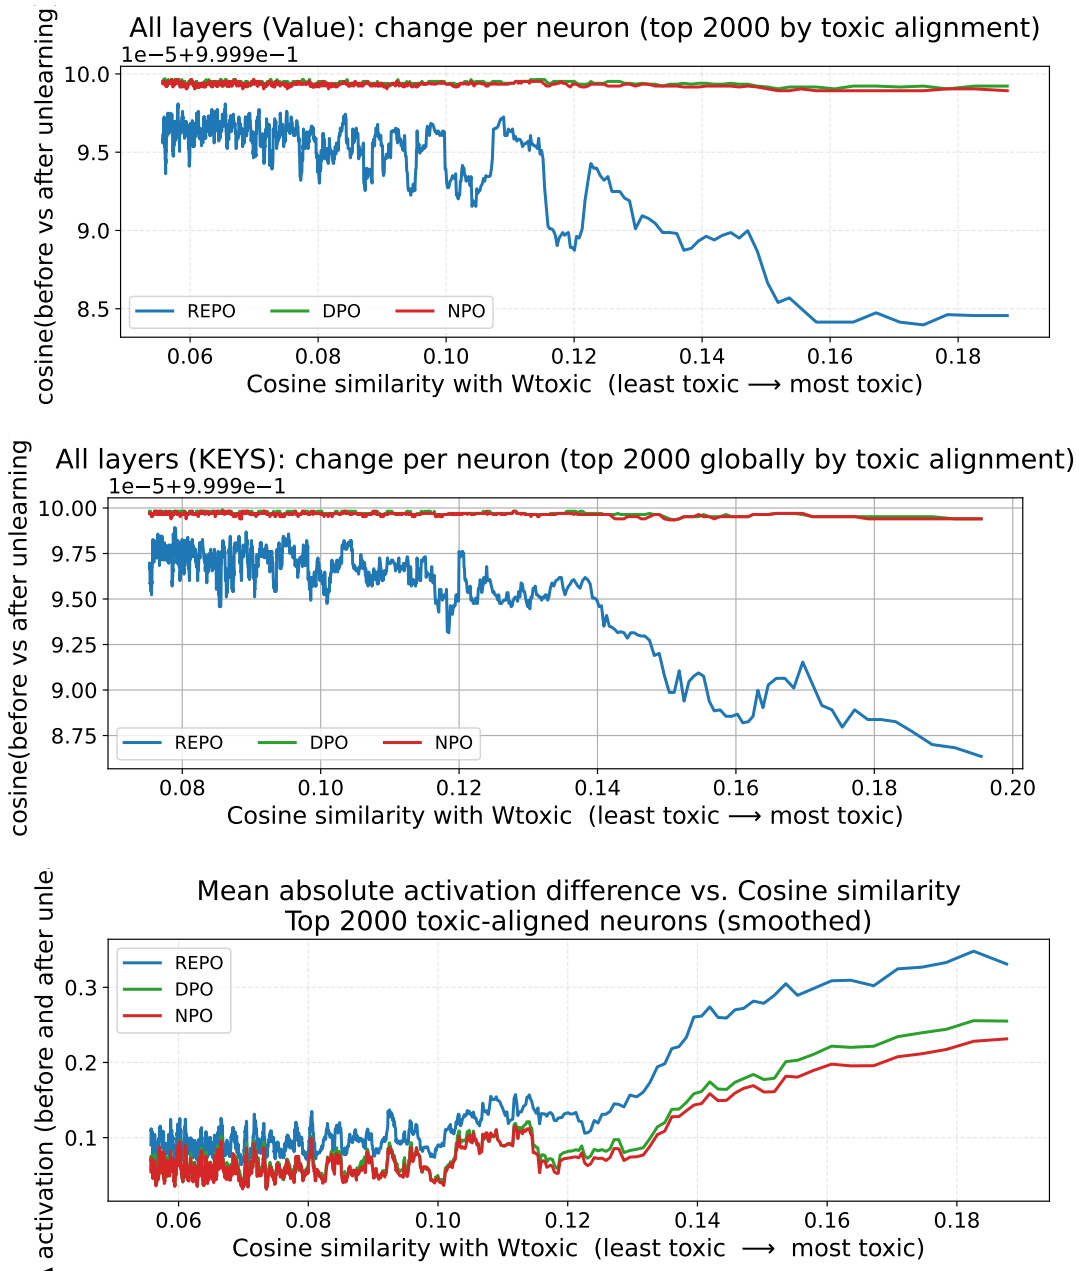 All layers (Value): change per neuron (top 2000 by toxic alignment)
1e−5+9.999e−1
cosine(before vs after unlearning)
10.0
9.5
9.0
8.5
REPO DPO NPO
0.06 0.08 0.10 0.12 0.14 0.16 0.18
Cosine similarity with Wtoxic (least toxic ⟶ most toxic)
All layers (KEYS): change per neuron (top 2000 globally by toxic alignment)
1e−5+9.999e−1
cosine(before vs after unlearning
10.00
9.75
9.50
9.25
9.00
8.75
REPO DPO NPO
0.08 0.10 0.12 0.14 0.16 0.18 0.20
Cosine similarity with Wtoxic (least toxic ⟶ most toxic)
Mean absolute activation difference vs. Cosine similarity
Top 2000 toxic-aligned neurons (smoothed)
activation (before and after unle
0.3
0.2
0.1
REPO
DPO
NPO
0.06 0.08 0.10 0.12 0.14 0.16 0.18
Cosine similarity with Wtoxic (least toxic ⟶ most toxic)